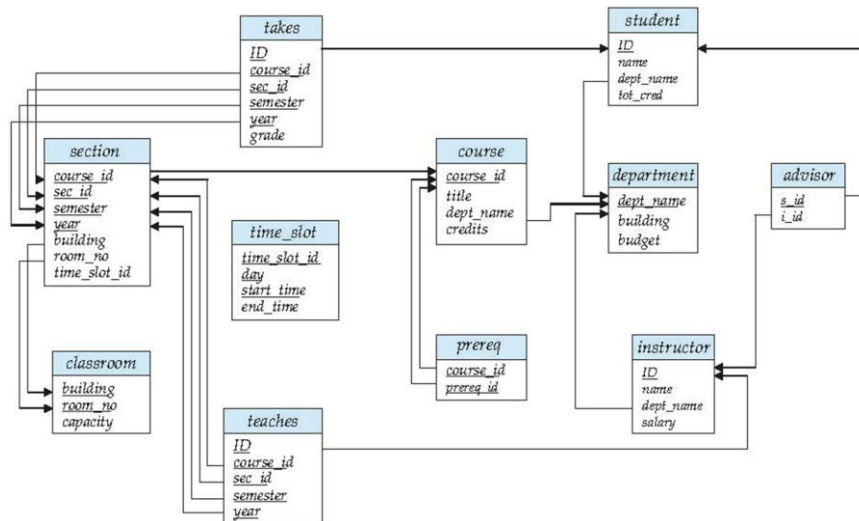 takes
ID
course_id
sec_id
semester
year
grade
student
ID
name
dept_name
tot_cred
section
course_id
sec_id
semester
year
building
room_no
time_slot_id
course
course_id
title
dept_name
credits
department
dept_name
building
budget
advisor
s_id
i_id
time_slot
time_slot_id
day
start_time
end_time
prereq
course_id
prereq_id
instructor
ID
name
dept_name
salary
classroom
building
room_no
capacity
teaches
ID
course_id
sec_id
semester
year